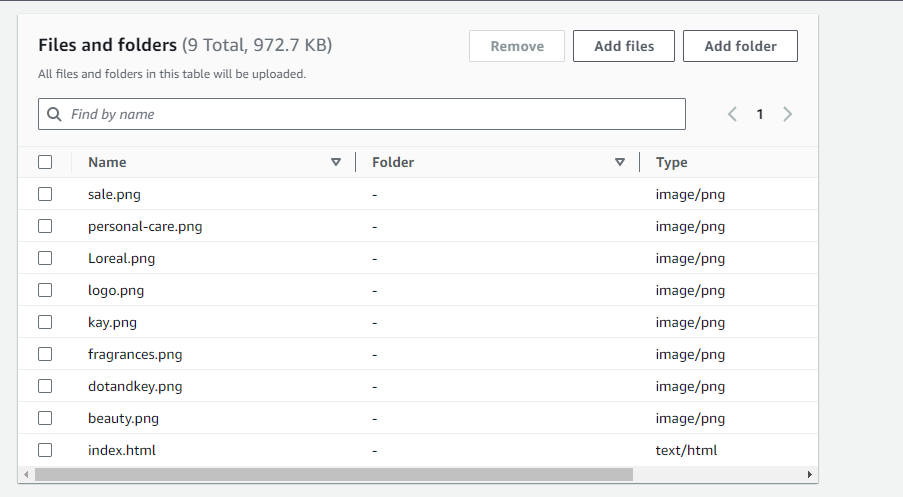 Files and folders (9 Total, 972.7 KB)
Remove
Add files
Add folder
All files and folders in this table will be uploaded.
Find by name
1
Name Folder Type
sale.png - image/png
personal-care.png - image/png
Loreal.png - image/png
logo.png - image/png
kay.png - image/png
fragrances.png - image/png
dotandkey.png - image/png
beauty.png - image/png
index.html - text/html